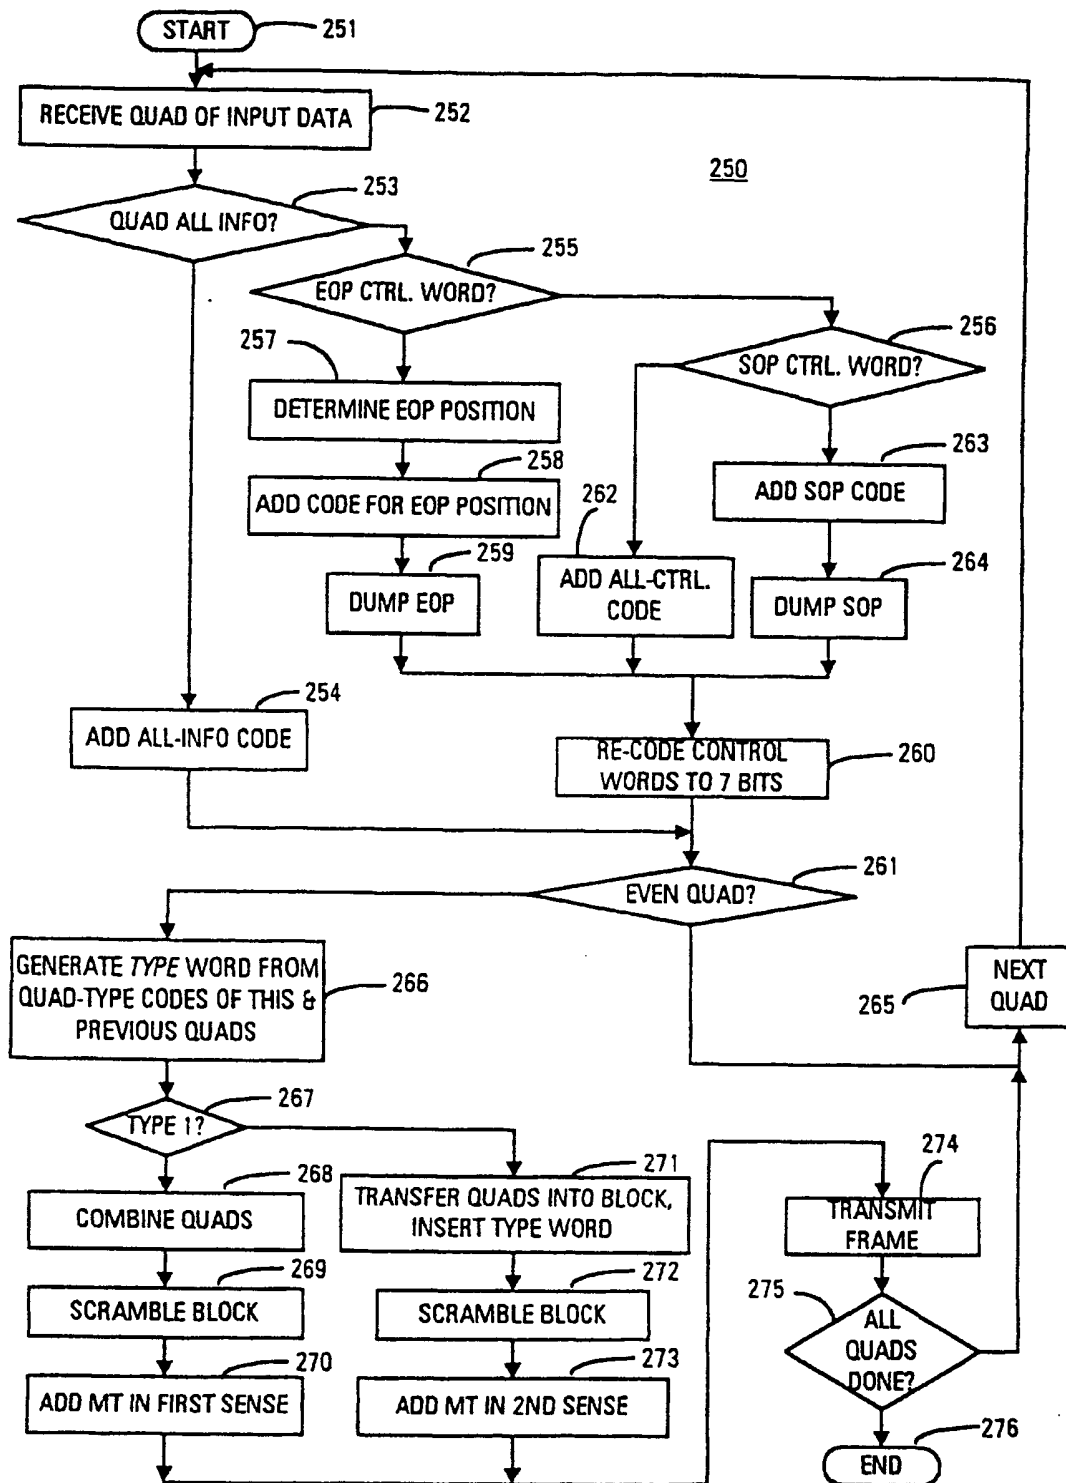 START
251
RECEIVE QUAD OF INPUT DATA
252
250
QUAD ALL INFO?
253
EOP CTRL. WORD?
255
SOP CTRL. WORD?
256
257
DETERMINE EOP POSITION
258
ADD CODE FOR EOP POSITION
259
DUMP EOP
262
ADD ALL-CTRL.
CODE
263
ADD SOP CODE
264
DUMP SOP
254
ADD ALL-INFO CODE
RE-CODE CONTROL
WORDS TO 7 BITS
260
EVEN QUAD?
261
GENERATE TYPE WORD FROM
QUAD-TYPE CODES OF THIS &
PREVIOUS QUADS
266
NEXT
QUAD
265
TYPE 1?
267
268
COMBINE QUADS
269
SCRAMBLE BLOCK
270
ADD MT IN FIRST SENSE
271
TRANSFER QUADS INTO BLOCK,
INSERT TYPE WORD
272
SCRAMBLE BLOCK
273
ADD MT IN 2ND SENSE
274
TRANSMIT
FRAME
275
ALL
QUADS
DONE?
276
END